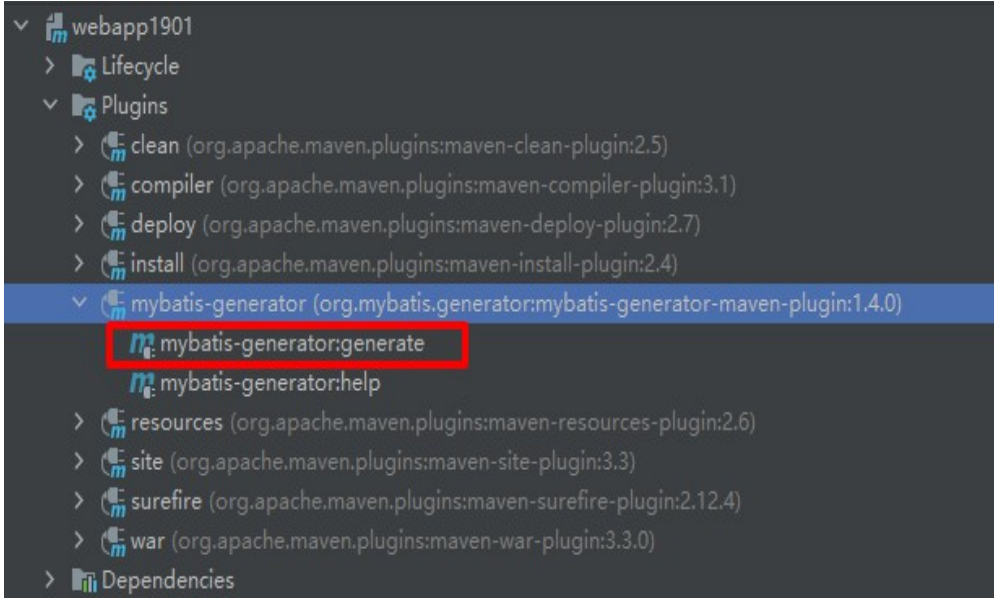 webapp1901
Lifecycle
Plugins
clean (org.apache.maven.plugins:maven-clean-plugin:2.5)
compiler (org.apache.maven.plugins:maven-compiler-plugin:3.1)
deploy (org.apache.maven.plugins:maven-deploy-plugin:2.7)
install (org.apache.maven.plugins:maven-install-plugin:2.4)
mybatis-generator (org.mybatis.generator:mybatis-generator-maven-plugin:1.4.0)
mybatis-generator:generate
mybatis-generator:help
resources (org.apache.maven.plugins:maven-resources-plugin:2.6)
site (org.apache.maven.plugins:maven-site-plugin:3.3)
surefire (org.apache.maven.plugins:maven-surefire-plugin:2.12.4)
war (org.apache.maven.plugins:maven-war-plugin:3.3.0)
Dependencies